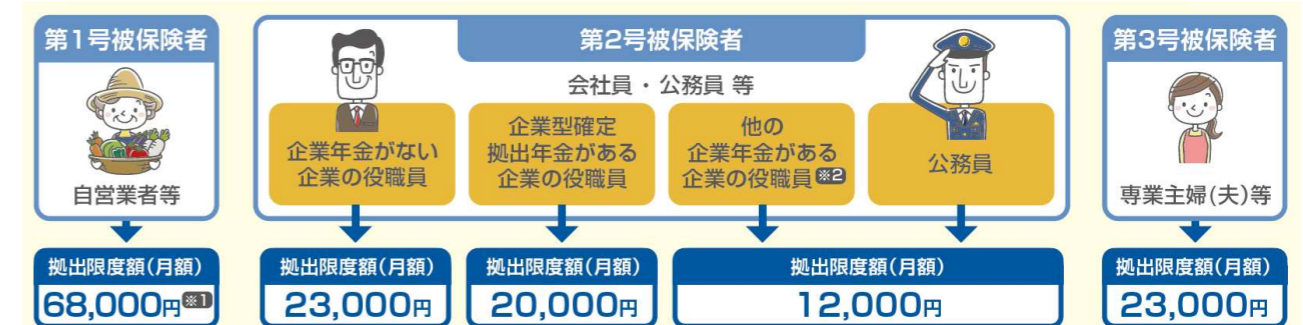 第1号被保険者
自営業者等
拠出限度額(月額)
68,000円※1
第2号被保険者
会社員・公務員 等
企業年金がない
企業の役職員
拠出限度額(月額)
23,000円
企業型確定
拠出年金がある
企業の役職員
拠出限度額(月額)
20,000円
他の
企業年金がある
企業の役職員※2
公務員
拠出限度額(月額)
12,000円
第3号被保険者
専業主婦(夫)等
拠出限度額(月額)
23,000円